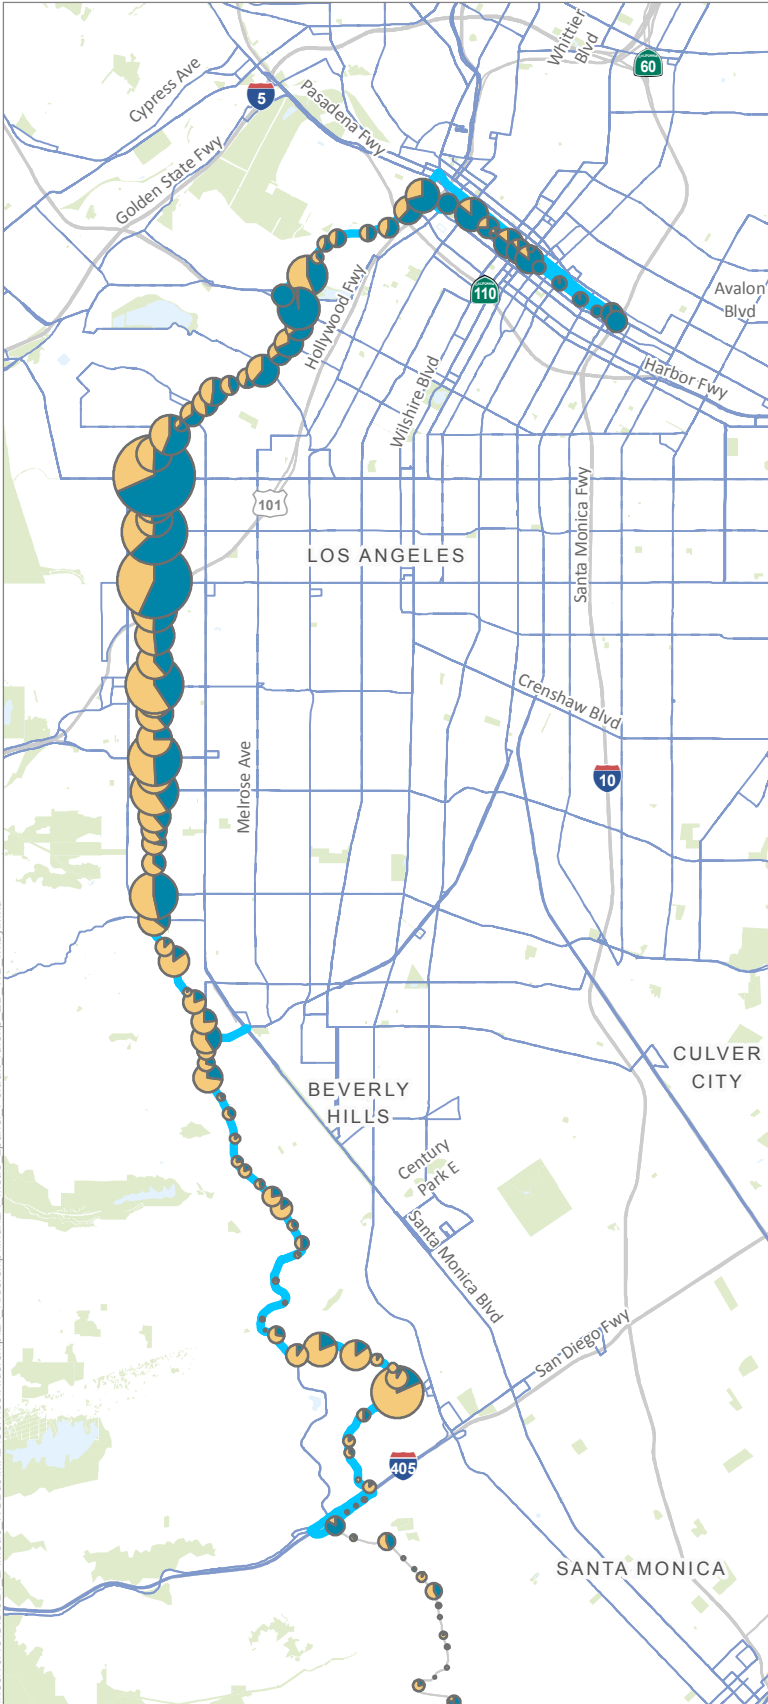 Whittier
Blvd
60
Cypress Ave
5
Pasadena Fwy
Golden State Fwy
110
Avalon
Blvd
Hollywood Fwy
Harbor Fwy
Wilshire Blvd
101
Santa Monica Fwy
LOS ANGELES
Crenshaw Blvd
Melrose Ave
10
CULVER
CITY
BEVERLY
HILLS
Century
Park E
Santa Monica Blvd
San Diego Fwy
405
SANTA MONICA